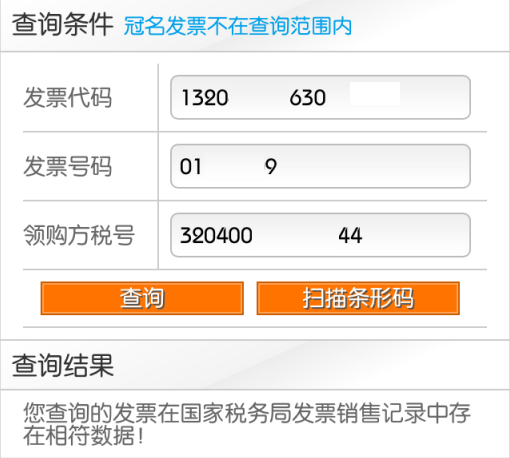 查询条件 冠名发票不在查询范围内
发票代码 1320 630
发票号码 01 9
领购方税号 320400 44
查询 扫描条形码
查询结果
您查询的发票在国家税务局发票销售记录中存
在相符数据！